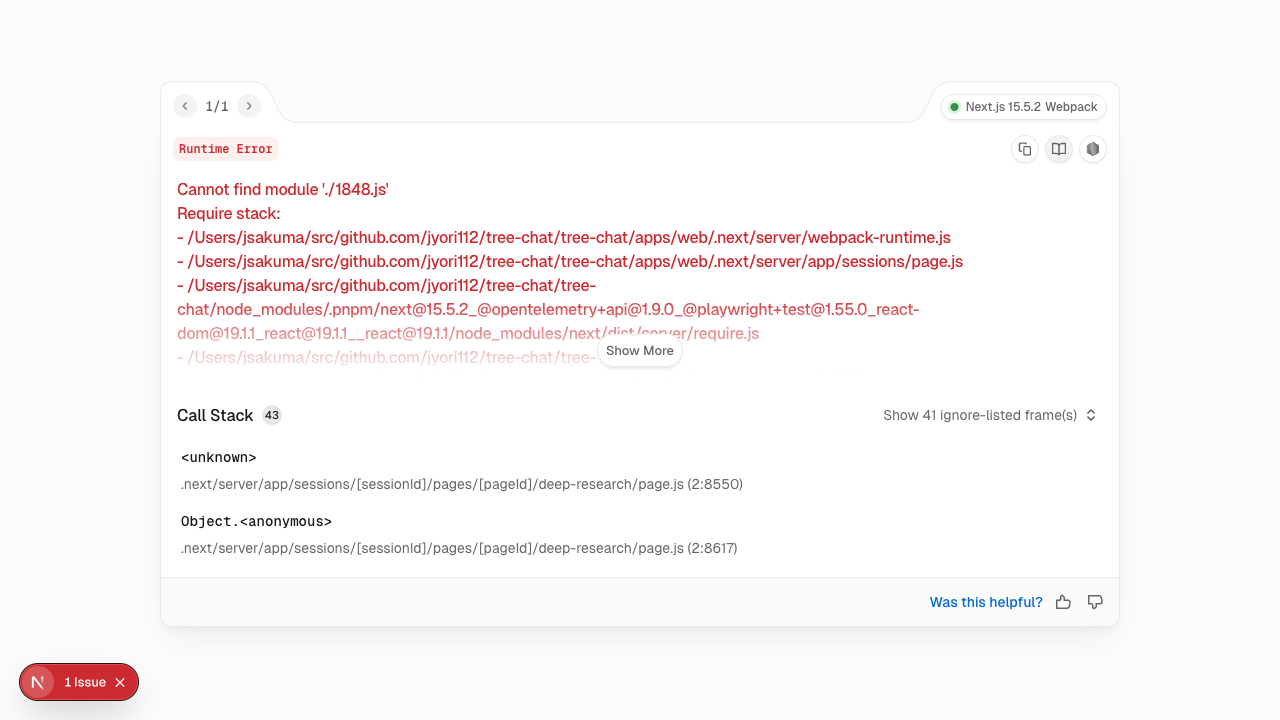 1/1
Next.js 15.5.2 Webpack
Runtime Error
Cannot find module './1848.js'
Require stack:
- /Users/jsakuma/src/github.com/jyori112/tree-chat/tree-chat/apps/web/.next/server/webpack-runtime.js
- /Users/jsakuma/src/github.com/jyori112/tree-chat/tree-chat/apps/web/.next/server/app/sessions/page.js
- /Users/jsakuma/src/github.com/jyori112/tree-chat/tree-
chat/node_modules/.pnpm/next@15.5.2_@opentelemetry+api@1.9.0_@playwright+test@1.55.0_react-
dom@19.1.1_react@19.1.1__react@19.1.1/node_modules/next/dist/server/require.js
- /Users/jsakuma/src/github.com/jyori112/tree-chat/tree-
Show More
Call Stack 43
Show 41 ignore-listed frame(s)
<unknown>
.next/server/app/sessions/[sessionId]/pages/[pageId]/deep-research/page.js (2:8550)
Object.<anonymous>
.next/server/app/sessions/[sessionId]/pages/[pageId]/deep-research/page.js (2:8617)
Was this helpful?
N 1 Issue